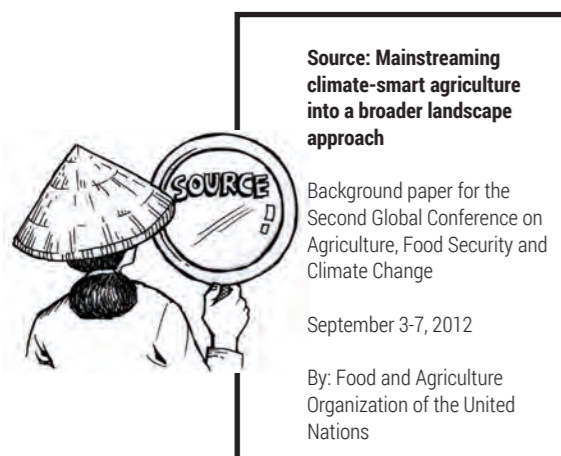 SOURCE
Source: Mainstreaming
climate-smart agriculture
into a broader landscape
approach
Background paper for the
Second Global Conference on
Agriculture, Food Security and
Climate Change
September 3-7, 2012
By: Food and Agriculture
Organization of the United
Nations